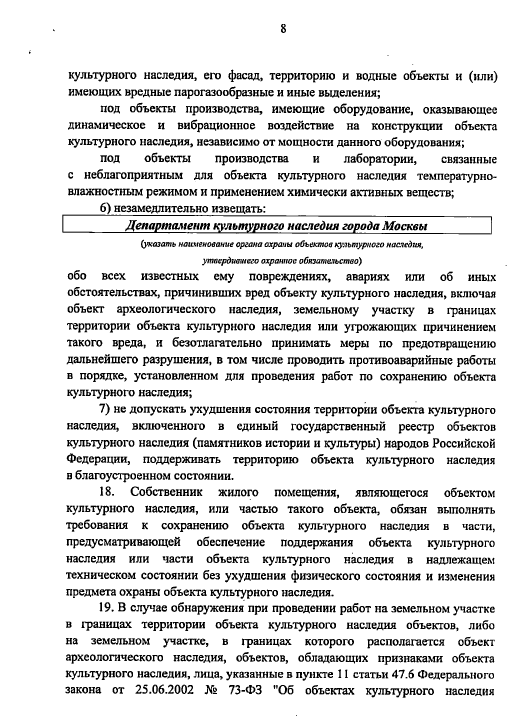 8
культурного наследия, его фасад, территорию и водные объекты и (или)
имеющих вредные парогазообразные и иные выделения;
под объекты производства, имеющие оборудование, оказывающее
динамическое и вибрационное воздействие на конструкции объекта
культурного наследия, независимо от мощности данного оборудования;
под объекты производства и лаборатории, связанные
с неблагоприятным для объекта культурного наследия температурно-
влажностным режимом и применением химически активных веществ;
6) незамедлительно извещать:
Департамент культурного наследия города Москвы
(указать наименование органа охраны объектов культурного наследия,
утвердившего охранное обязательство)
обо всех известных ему повреждениях, авариях или об иных
обстоятельствах, причинивших вред объекту культурного наследия, включая
объект археологического наследия, земельному участку в границах
территории объекта культурного наследия или угрожающих причинением
такого вреда, и безотлагательно принимать меры по предотвращению
дальнейшего разрушения, в том числе проводить противоаварийные работы
в порядке, установленном для проведения работ по сохранению объекта
культурного наследия;
7) не допускать ухудшения состояния территории объекта культурного
наследия, включенного в единый государственный реестр объектов
культурного наследия (памятников истории и культуры) народов Российской
Федерации, поддерживать территорию объекта культурного наследия
в благоустроенном состоянии.
18. Собственник жилого помещения, являющегося объектом
культурного наследия, или частью такого объекта, обязан выполнять
требования к сохранению объекта культурного наследия в части,
предусматривающей обеспечение поддержания объекта культурного
наследия или части объекта культурного наследия в надлежащем
техническом состоянии без ухудшения физического состояния и изменения
предмета охраны объекта культурного наследия.
19. В случае обнаружения при проведении работ на земельном участке
в границах территории объекта культурного наследия объектов, либо
на земельном участке, в границах которого располагается объект
археологического наследия, объектов, обладающих признаками объекта
культурного наследия, лица, указанные в пункте 11 статьи 47.6 Федерального
закона от 25.06.2002 № 73-ФЗ "Об объектах культурного наследия